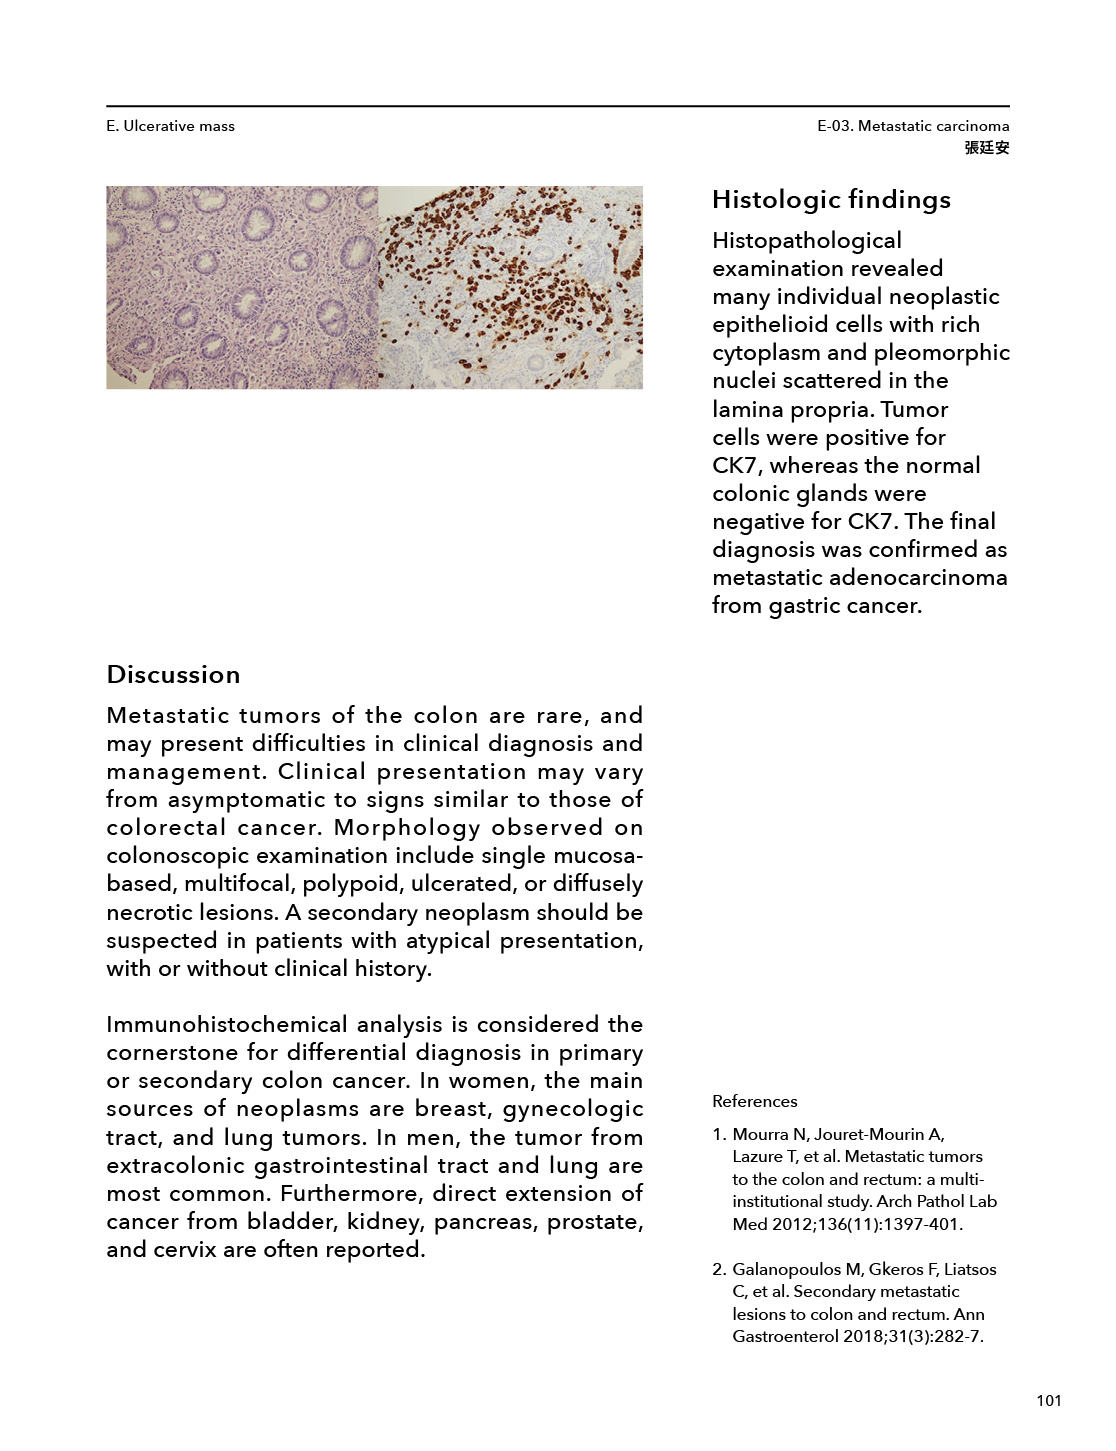 E. Ulcerative mass
E-03. Metastatic carcinoma
張廷安
Histologic findings
Histopathological
examination revealed
many individual neoplastic
epithelioid cells with rich
cytoplasm and pleomorphic
nuclei scattered in the
lamina propria. Tumor
cells were positive for
CK7, whereas the normal
colonic glands were
negative for CK7. The final
diagnosis was confirmed as
metastatic adenocarcinoma
from gastric cancer.
Discussion
Metastatic tumors of the colon are rare, and
may present difficulties in clinical diagnosis and
management. Clinical presentation may vary
from asymptomatic to signs similar to those of
colorectal cancer. Morphology observed on
colonoscopic examination include single mucosa-
based, multifocal, polypoid, ulcerated, or diffusely
necrotic lesions. A secondary neoplasm should be
suspected in patients with atypical presentation,
with or without clinical history.
Immunohistochemical analysis is considered the
cornerstone for differential diagnosis in primary
or secondary colon cancer. In women, the main
sources of neoplasms are breast, gynecologic
tract, and lung tumors. In men, the tumor from
extracolonic gastrointestinal tract and lung are
most common. Furthermore, direct extension of
cancer from bladder, kidney, pancreas, prostate,
and cervix are often reported.
References
1. Mourra N, Jouret-Mourin A,
Lazure T, et al. Metastatic tumors
to the colon and rectum: a multi-
institutional study. Arch Pathol Lab
Med 2012;136(11):1397-401.
2. Galanopoulos M, Gkeros F, Liatsos
C, et al. Secondary metastatic
lesions to colon and rectum. Ann
Gastroenterol 2018;31(3):282-7.
101